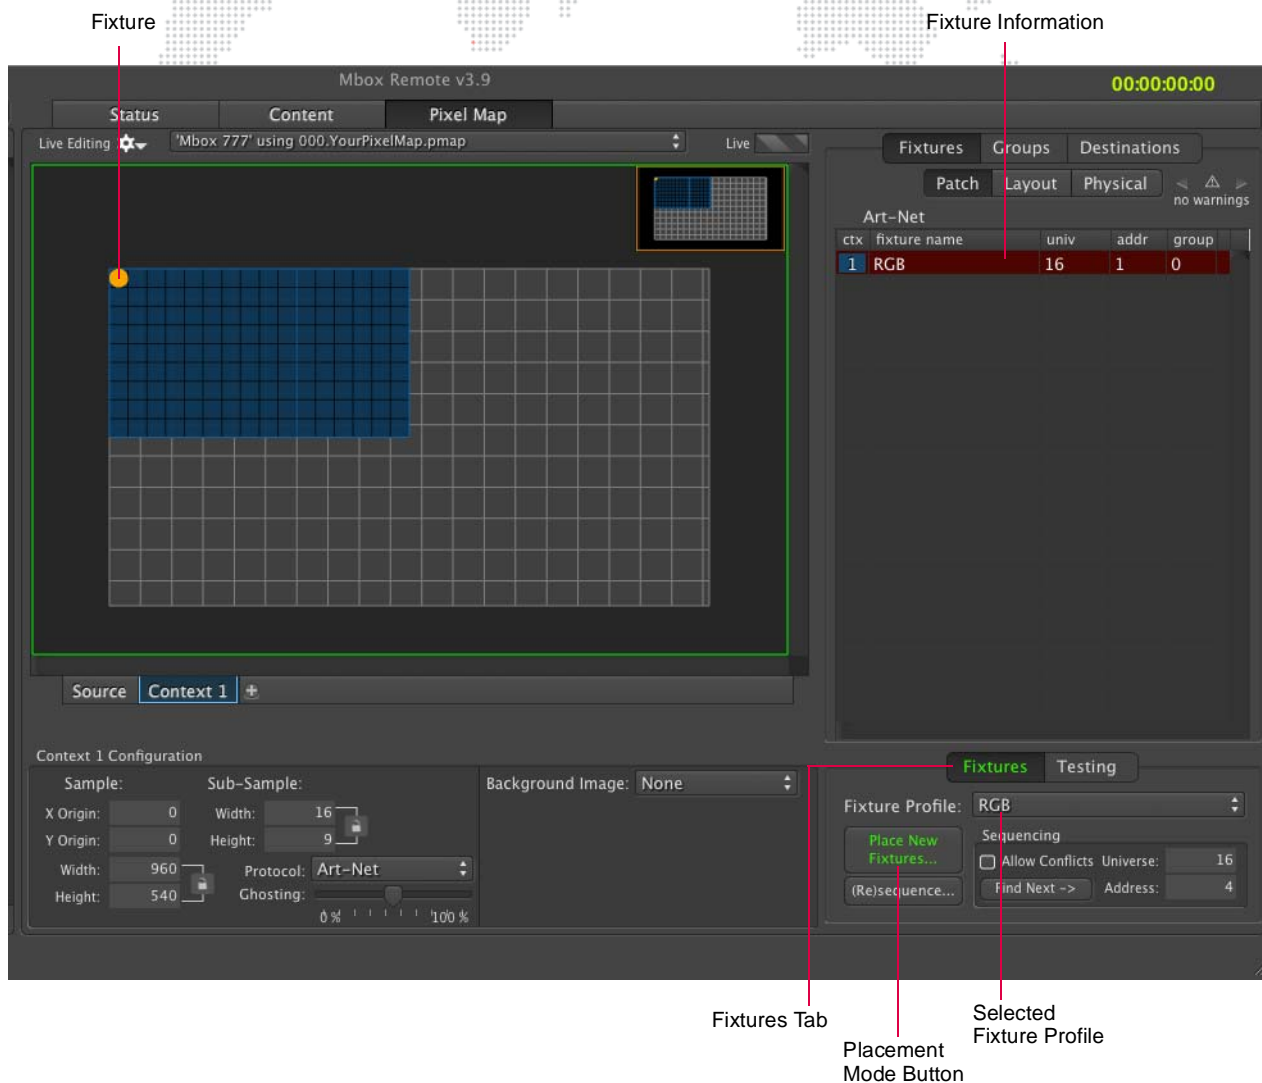 Fixture
Fixture Information
Mbox Remote v3.9
00:00:00:00
Status Content Pixel Map
Live Editing 'Mbox 777' using 000.YourPixelMap.pmap Live
Fixtures Groups Destinations
Patch Layout Physical
no warnings
Art-Net
ctx fixture name univ addr group
1 RGB 16 1 0
Source Context 1 +
Context 1 Configuration
Sample: Sub-Sample: Background Image: None
X Origin: 0 Width: 16
Y Origin: 0 Height: 9
Width: 960 Protocol: Art-Net
Height: 540 Ghosting:
0% 100 %
Fixtures Testing
Fixture Profile: RGB
Place New Fixtures...
(Re)sequence...
Sequencing
Allow Conflicts Universe: 16
Find Next -> Address: 4
Fixtures Tab
Selected
Fixture Profile
Placement
Mode Button